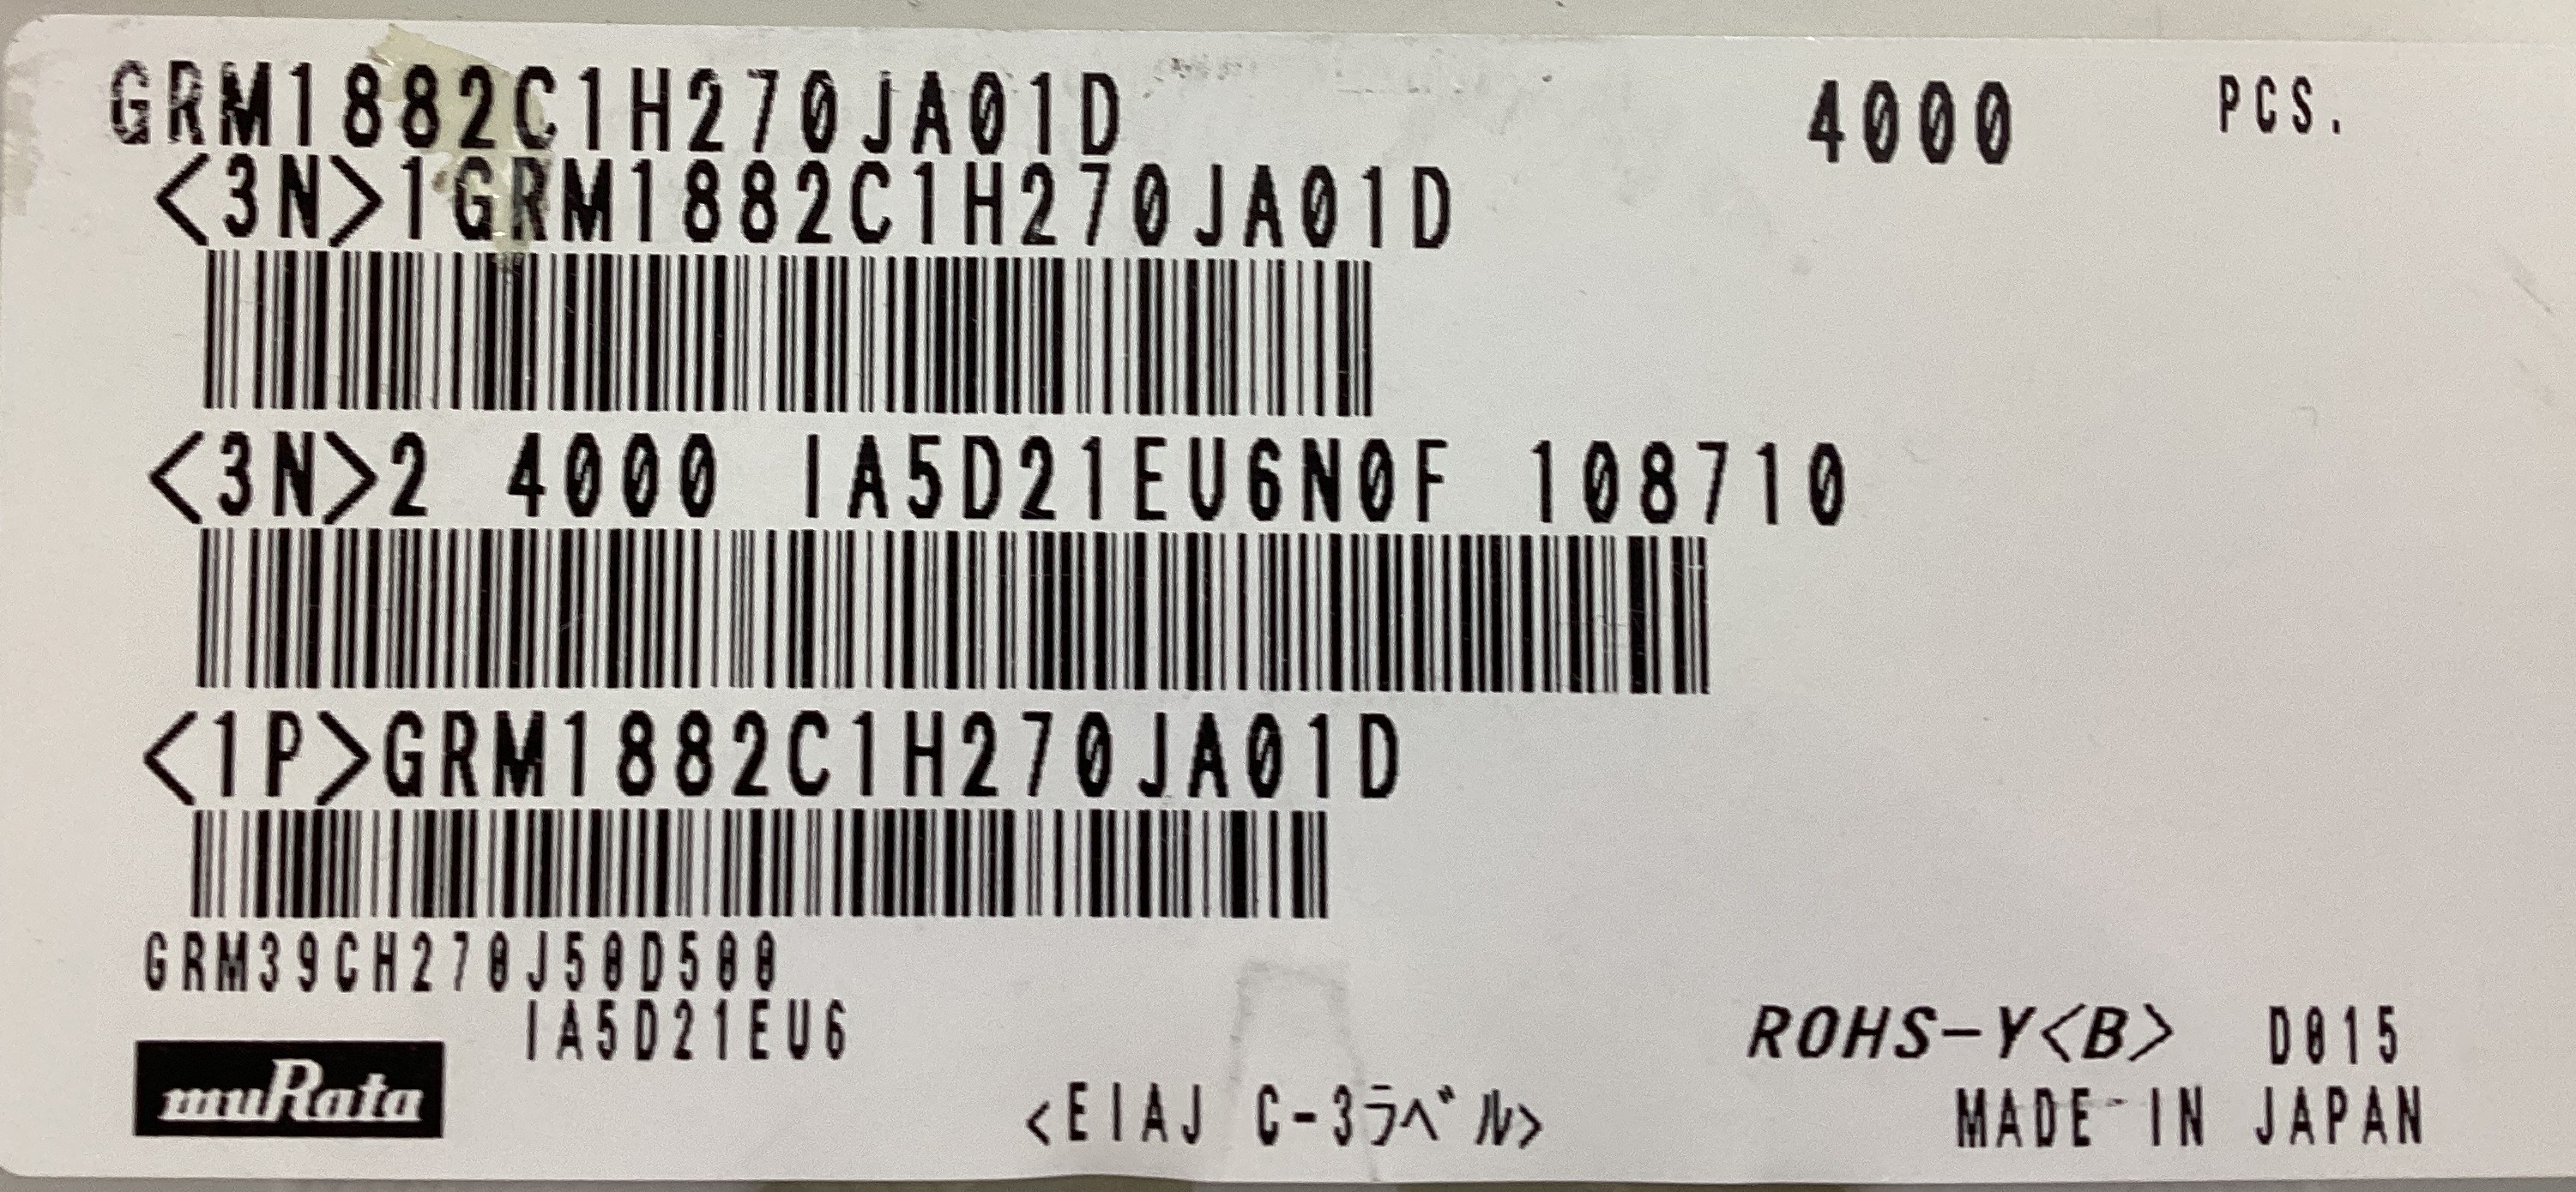 GRM1882C1H270JA01D 4000 PCS.
<3N>1GRM1882C1H270JA01D
<3N>2 4000 IA5D21EU6N0F 108710
<1P>GRM1882C1H270JA01D
GRM39CH270J50D500
IA5D21EU6
ROHS-Y<B> D015
muRata
<EIAJ C-3ラベル>
MADE IN JAPAN